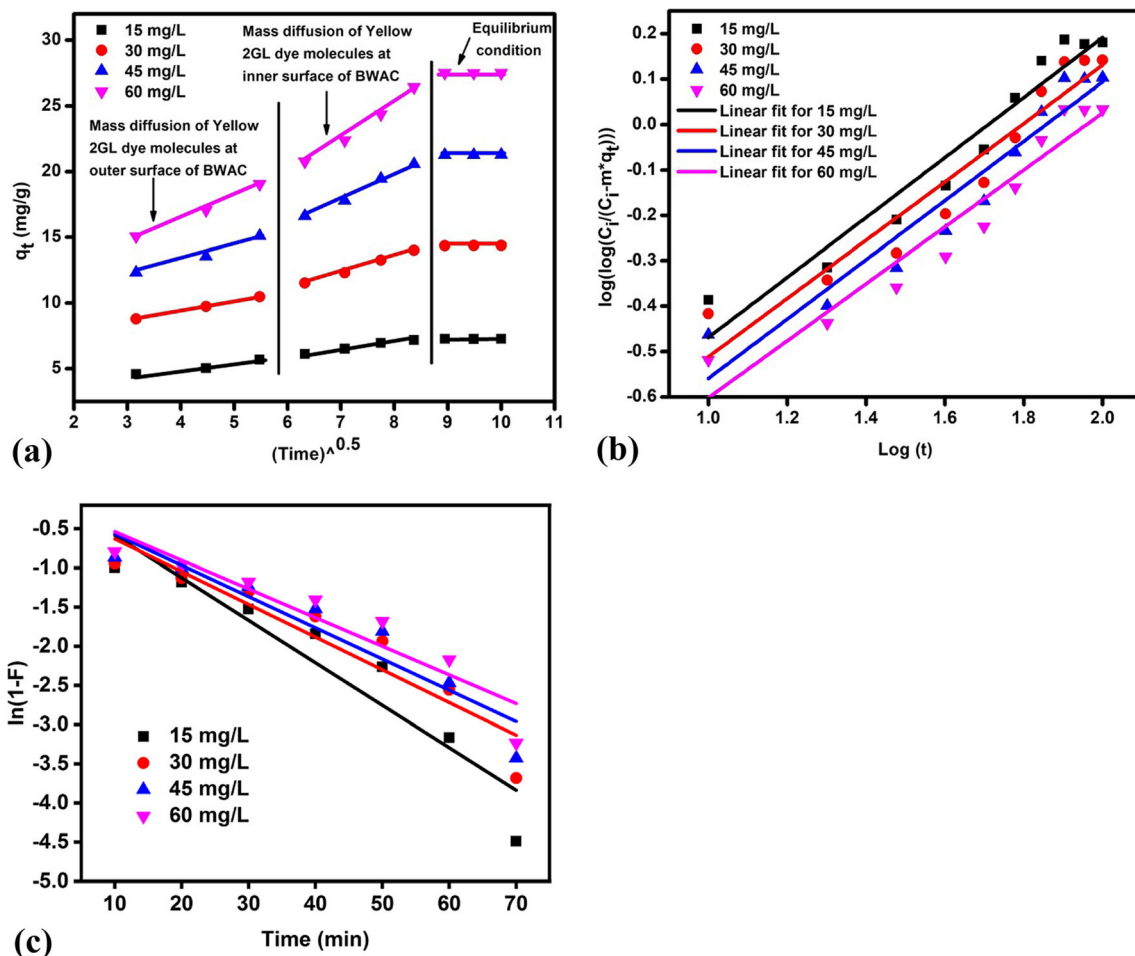 30
25
20
15
10
5
q_t (mg/g)
15 mg/L
30 mg/L
45 mg/L
60 mg/L
Mass diffusion of Yellow
2GL dye molecules at
outer surface of BWAC
Mass diffusion of Yellow
2GL dye molecules at
inner surface of BWAC
Equilibrium
condition
2 3 4 5 6 7 8 9 10 11
(Time)^0.5
(a)
0.2
0.1
0.0
-0.1
-0.2
-0.3
-0.4
-0.5
-0.6
log(log(C_i/(C_i-m*q_t)))
15 mg/L
30 mg/L
45 mg/L
60 mg/L
Linear fit for 15 mg/L
Linear fit for 30 mg/L
Linear fit for 45 mg/L
Linear fit for 60 mg/L
1.0 1.2 1.4 1.6 1.8 2.0
Log (t)
(b)
-0.5
-1.0
-1.5
-2.0
-2.5
-3.0
-3.5
-4.0
-4.5
-5.0
ln(1-F)
15 mg/L
30 mg/L
45 mg/L
60 mg/L
10 20 30 40 50 60 70
Time (min)
(c)